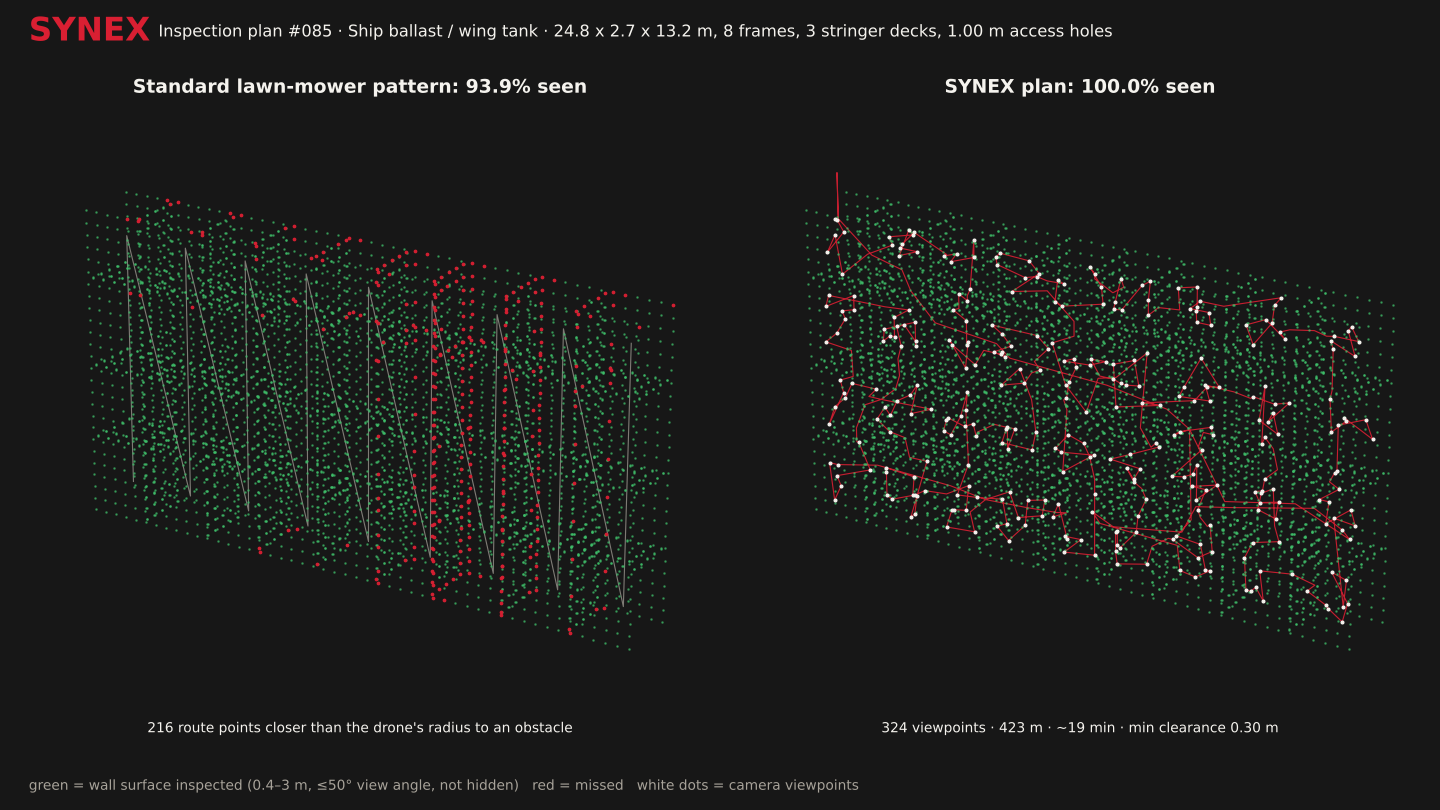 SYNEX Inspection plan #085 · Ship ballast / wing tank · 24.8 x 2.7 x 13.2 m, 8 frames, 3 stringer decks, 1.00 m access holes
Standard lawn-mower pattern: 93.9% seen
SYNEX plan: 100.0% seen
216 route points closer than the drone's radius to an obstacle
324 viewpoints · 423 m · ~19 min · min clearance 0.30 m
green = wall surface inspected (0.4–3 m, ≤50° view angle, not hidden)   red = missed   white dots = camera viewpoints